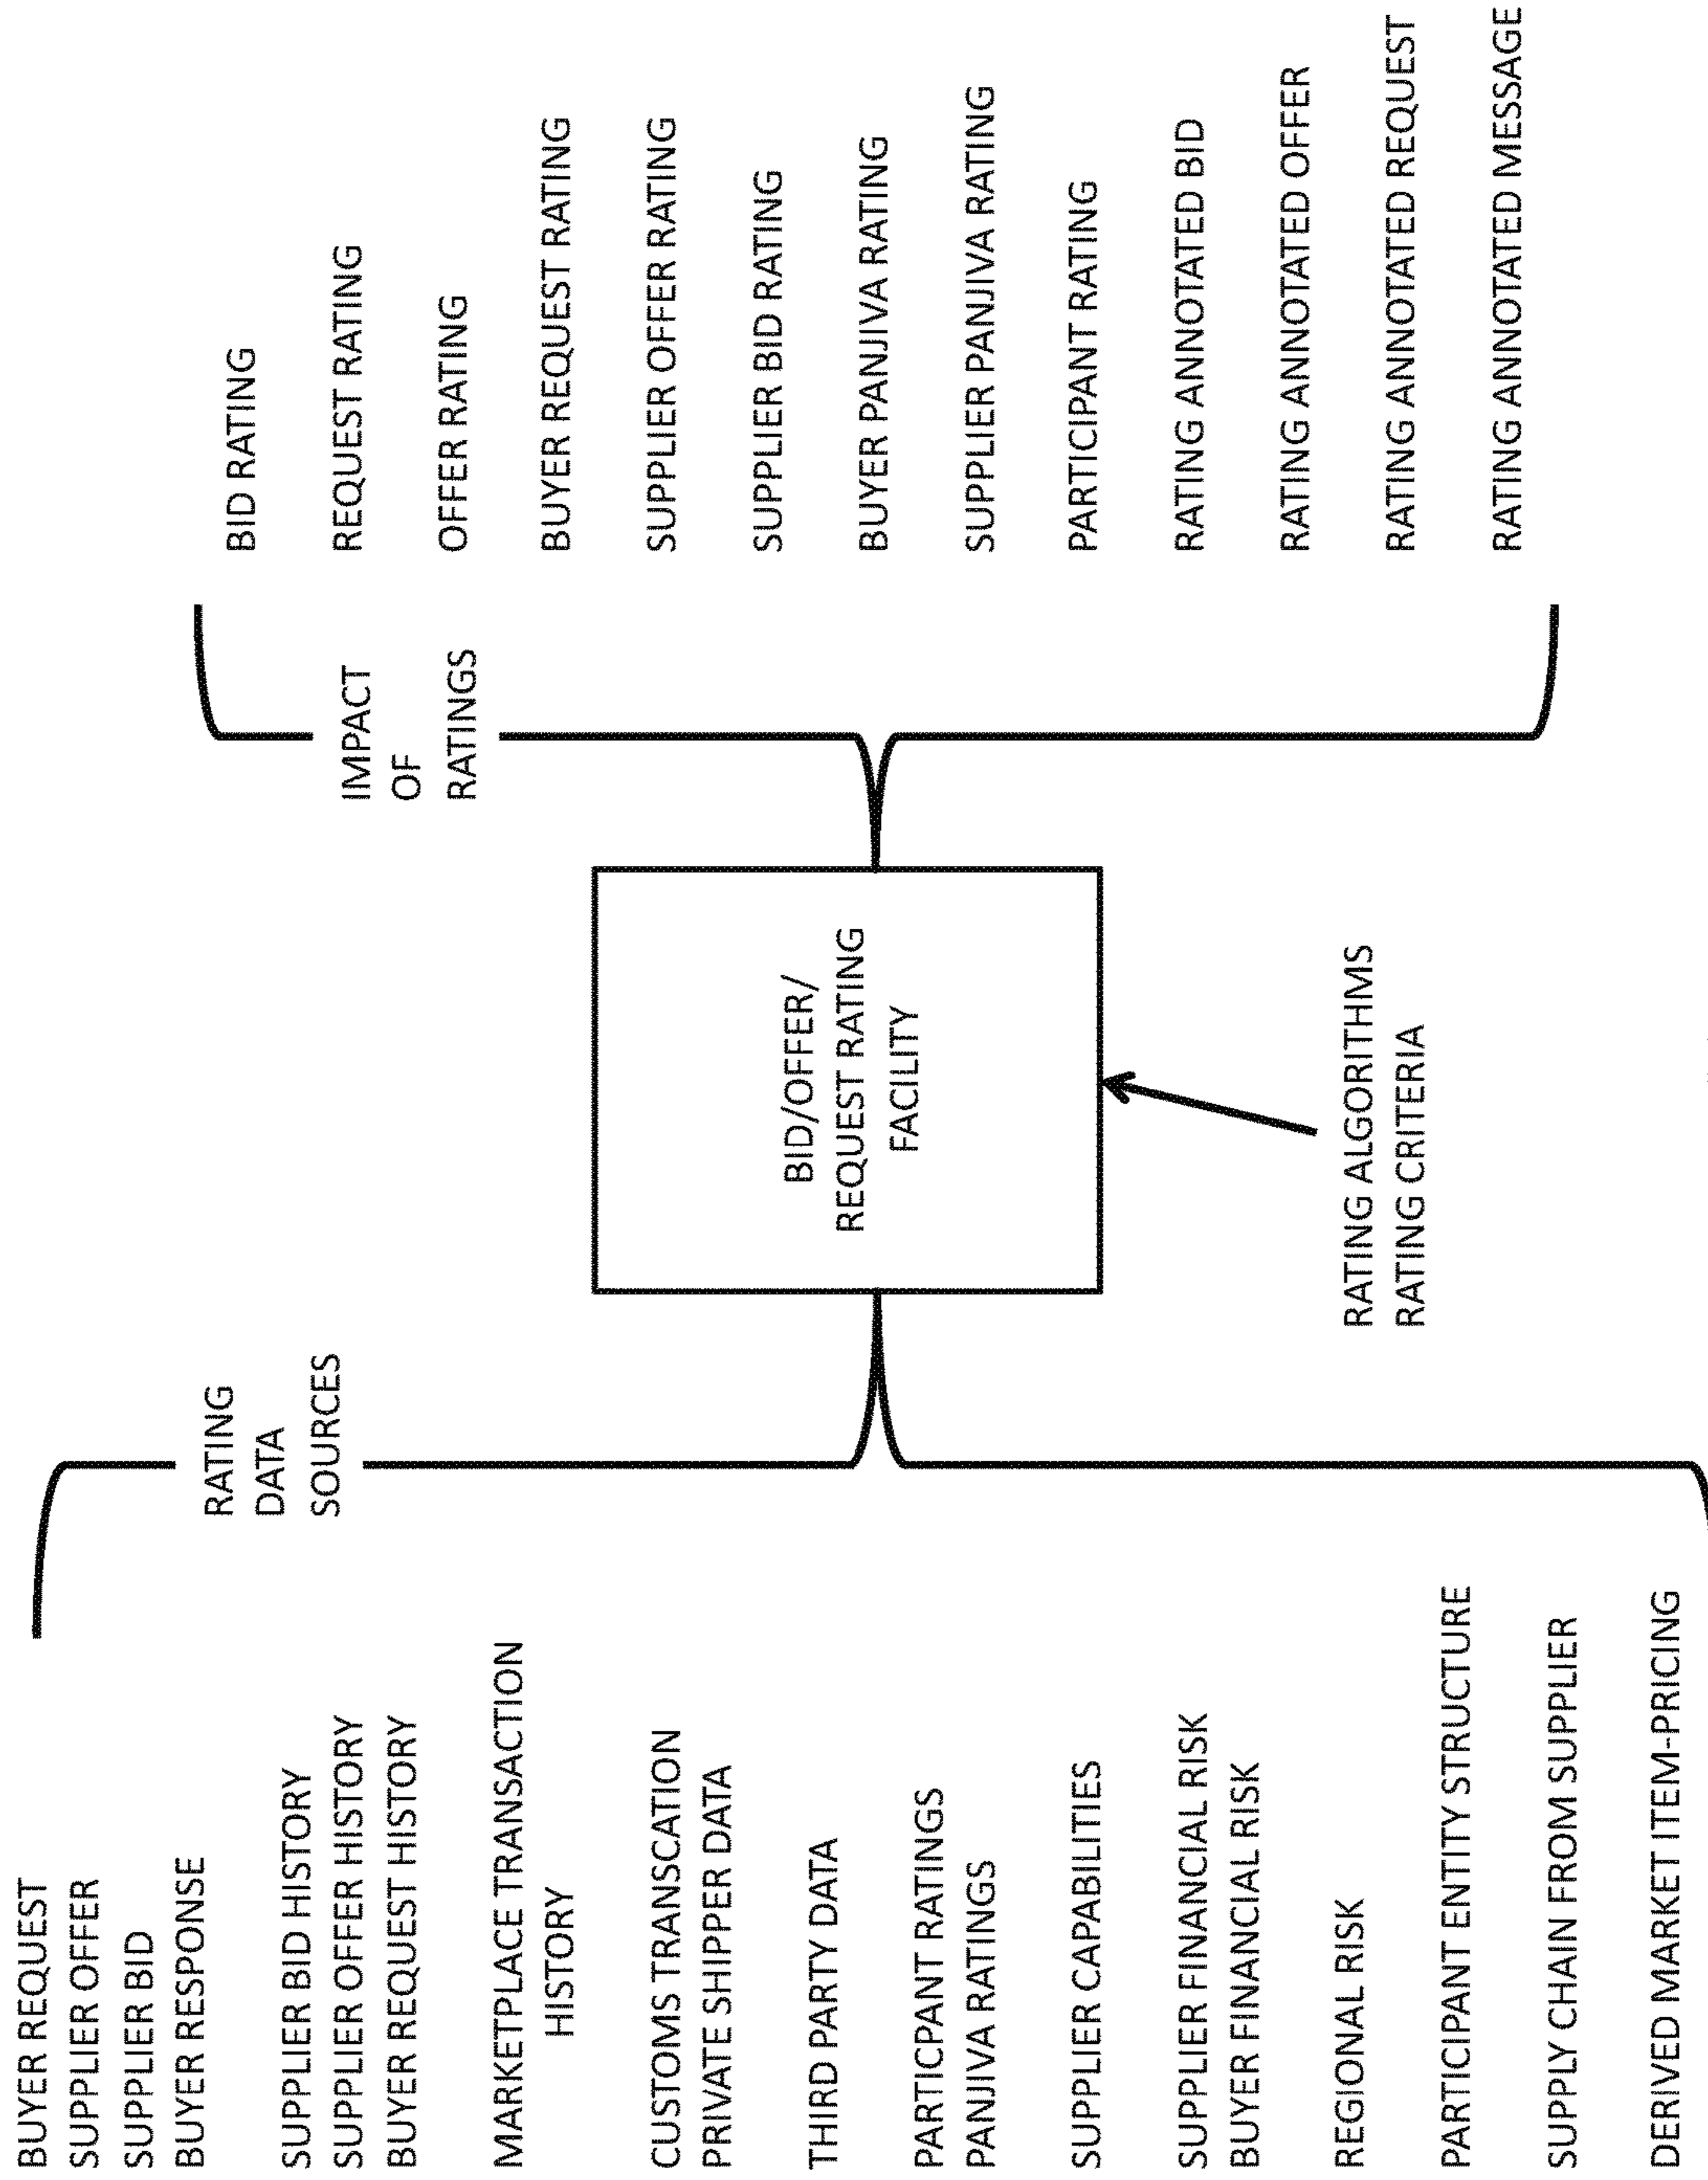 BUYER REQUEST
SUPPLIER OFFER
SUPPLIER BID
BUYER RESPONSE
SUPPLIER BID HISTORY
SUPPLIER OFFER HISTORY
BUYER REQUEST HISTORY
MARKETPLACE TRANSACTION
HISTORY
CUSTOMS TRANSCATION
PRIVATE SHIPPER DATA
THIRD PARTY DATA
PARTICPANT RATINGS
PANJIVA RATINGS
SUPPLIER CAPABILITIES
SUPPLIER FINANCIAL RISK
BUYER FINANCIAL RISK
REGIONAL RISK
PARTICIPANT ENTITY STRUCTURE
SUPPLY CHAIN FROM SUPPLIER
DERIVED MARKET ITEM-PRICING
RATING
DATA
SOURCES
BID/OFFER/
REQUEST RATING
FACILITY
RATING ALGORITHMS
RATING CRITERIA
IMPACT
OF
RATINGS
BID RATING
REQUEST RATING
OFFER RATING
BUYER REQUEST RATING
SUPPLIER OFFER RATING
SUPPLIER BID RATING
BUYER PANJIVA RATING
SUPPLIER PANJIVA RATING
PARTICIPANT RATING
RATING ANNOTATED BID
RATING ANNOTATED OFFER
RATING ANNOTATED REQUEST
RATING ANNOTATED MESSAGE